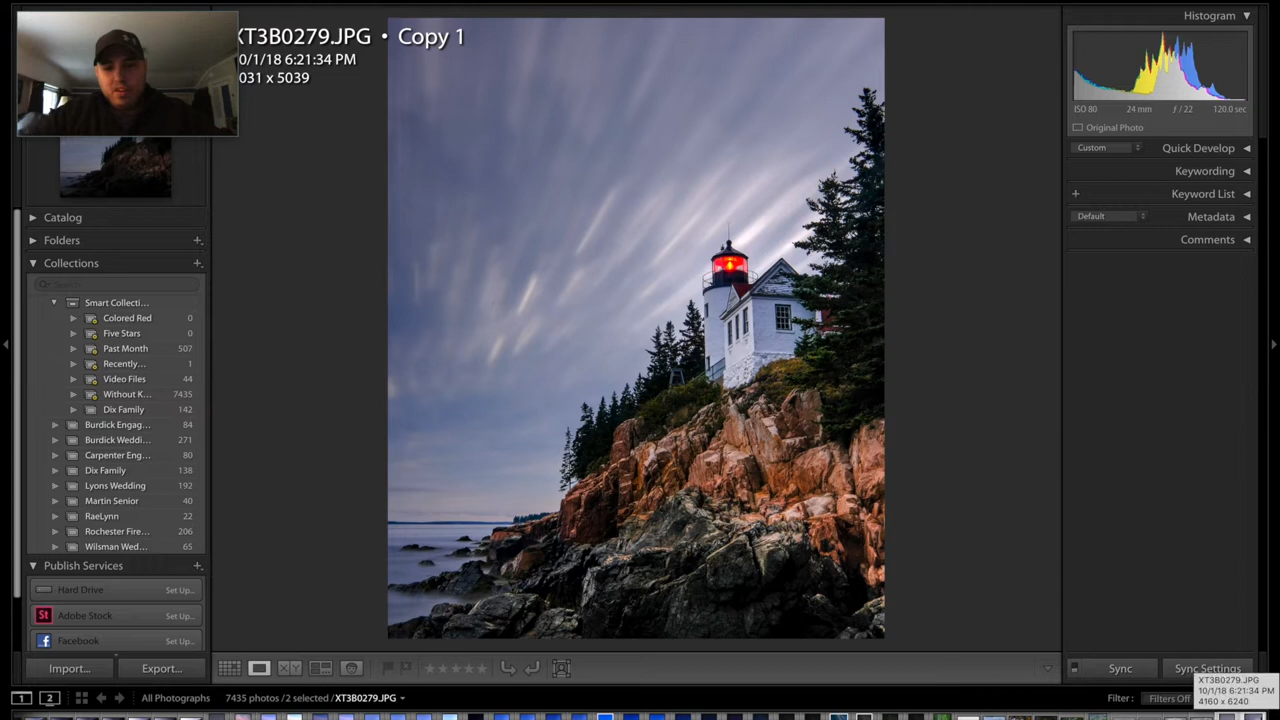 XT3B0279.JPG • Copy 1
0/1/18 6:21:34 PM
031 x 5039
Histogram
ISO 80 24 mm ƒ / 22 120.0 sec
Original Photo
Custom Quick Develop
Keywording
Keyword List
Default Metadata
Comments
Catalog
Folders
Collections
Search
Smart Collecti...
Colored Red 0
Five Stars 0
Past Month 507
Recently... 1
Video Files 44
Without K... 7435
Dix Family 142
Burdick Engag... 84
Burdick Weddi... 271
Carpenter Eng... 80
Dix Family 138
Lyons Wedding 192
Martin Senior 40
RaeLynn 22
Rochester Fire... 206
Wilsman Wed... 65
Publish Services
Hard Drive Set Up...
St Adobe Stock Set Up...
f Facebook Set Up...
Import... Export...
XY
Sync Sync Settings
1 2 All Photographs 7435 photos /2 selected /XT3B0279.JPG
Filter : Filters Off
XT3B0279.JPG
10/1/18 6:21:34 PM
4160 x 6240